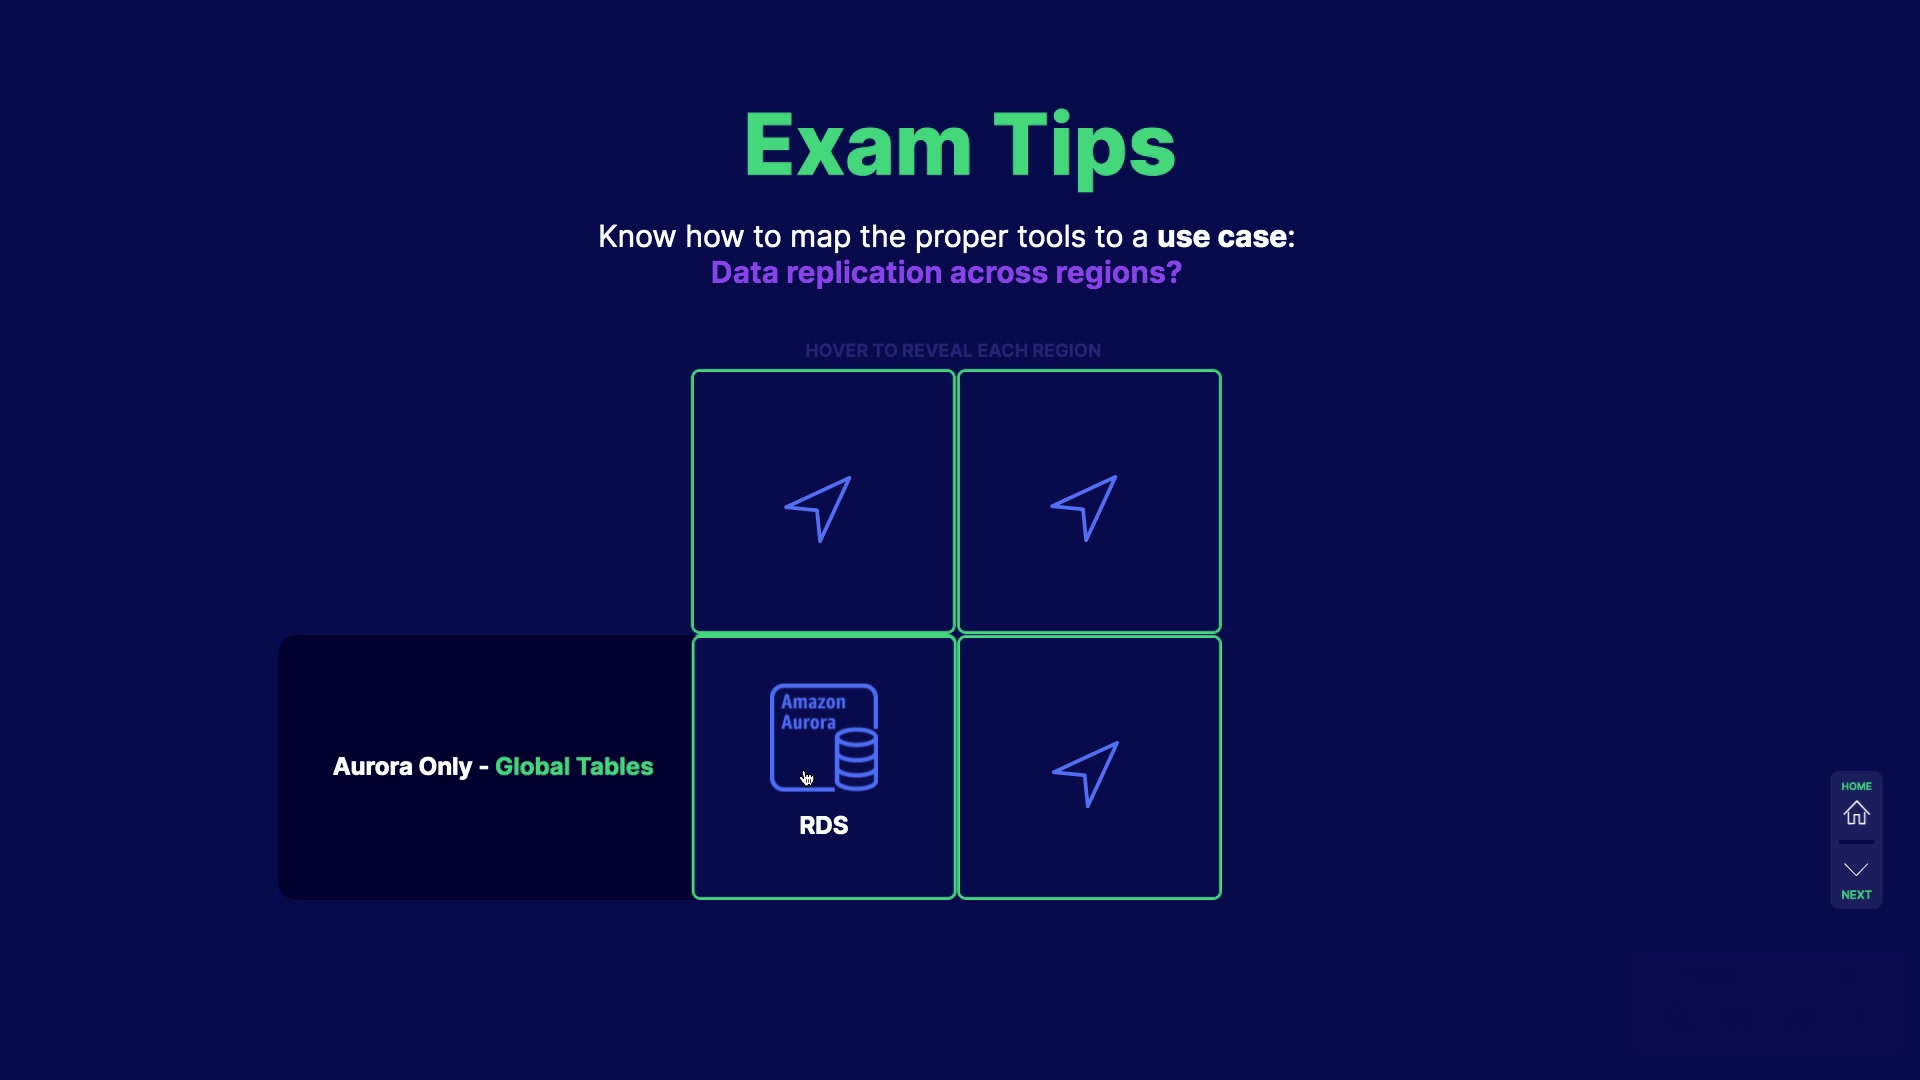 Exam Tips
Know how to map the proper tools to a use case:
Data replication across regions?
HOVER TO REVEAL EACH REGION
Aurora Only - Global Tables
Amazon
Aurora
RDS
HOME
NEXT